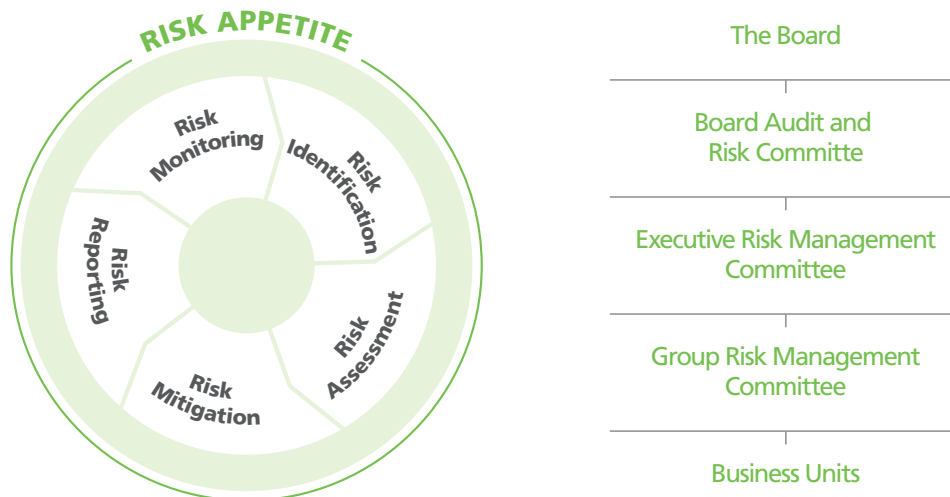 RISK APPETITE
Risk
Monitoring
Risk
Identification
Risk
Assessment
Risk
Mitigation
Risk
Reporting
The Board
Board Audit and
Risk Committe
Executive Risk Management
Committee
Group Risk Management
Committee
Business Units